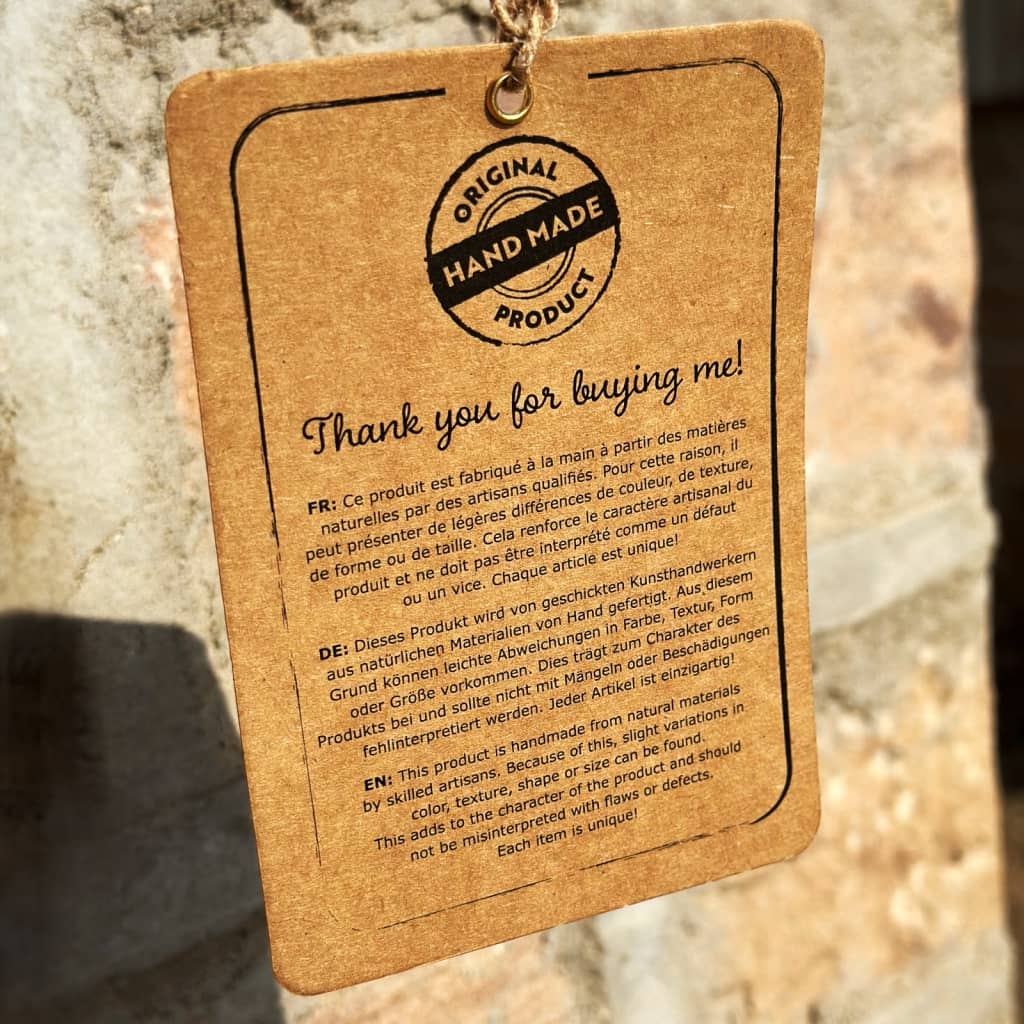 ORIGINAL
HAND MADE
PRODUCT
Thank you for buying me!
FR: Ce produit est fabriqué à la main à partir des matières
naturelles par des artisans qualifiés. Pour cette raison, il
peut présenter de légères différences de couleur, de texture,
de forme ou de taille. Cela renforce le caractère artisanal du
produit et ne doit pas être interprété comme un défaut
ou un vice. Chaque article est unique!
DE: Dieses Produkt wird von geschickten Kunsthandwerkern
aus natürlichen Materialien von Hand gefertigt. Aus diesem
Grund können leichte Abweichungen in Farbe, Textur, Form
oder Größe vorkommen. Dies trägt zum Charakter des
Produkts bei und sollte nicht mit Mängeln oder Beschädigungen
fehlinterpretiert werden. Jeder Artikel ist einzigartig!
EN: This product is handmade from natural materials
by skilled artisans. Because of this, slight variations in
color, texture, shape or size can be found.
This adds to the character of the product and should
not be misinterpreted with flaws or defects.
Each item is unique!